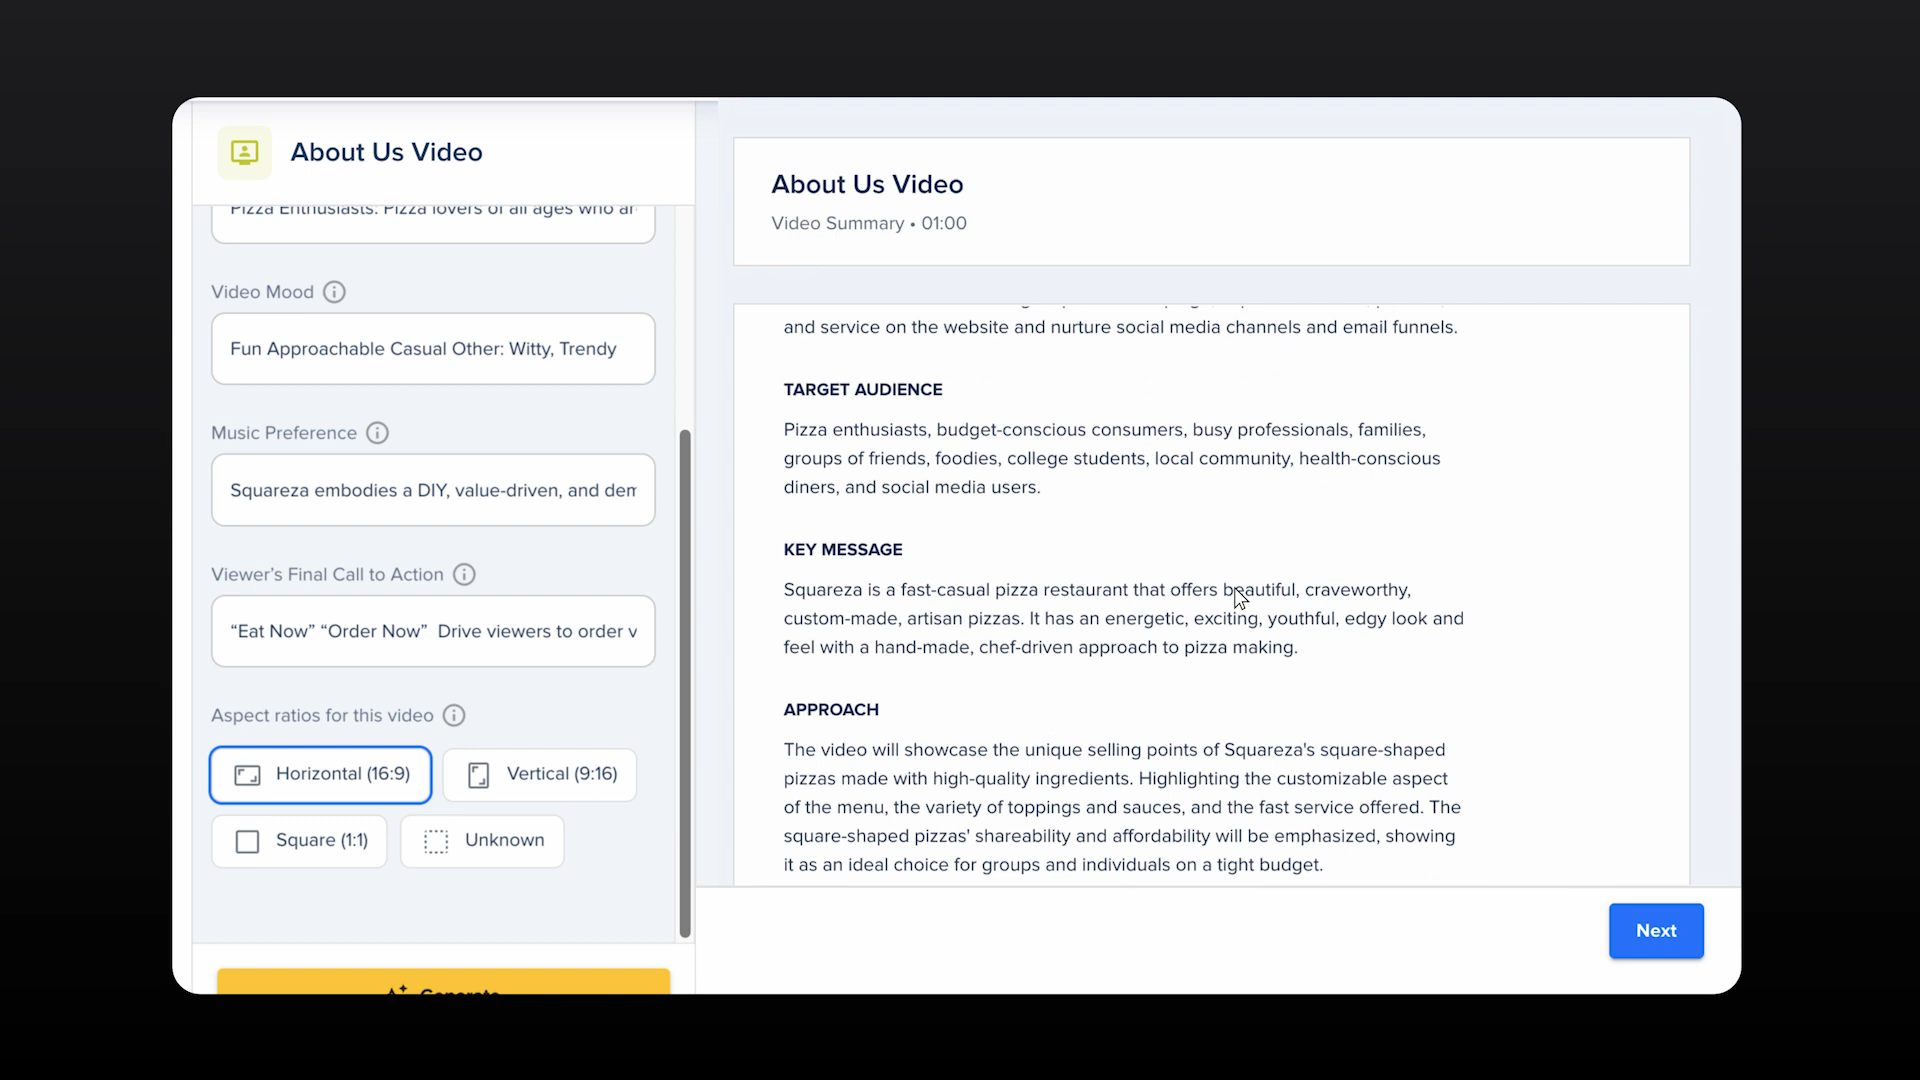 About Us Video
Pizza Enthusiasts: Pizza lovers of all ages who ar
Video Mood
Fun Approachable Casual Other: Witty, Trendy
Music Preference
Squareza embodies a DIY, value-driven, and dem
Viewer’s Final Call to Action
“Eat Now” “Order Now”  Drive viewers to order v
Aspect ratios for this video
Horizontal (16:9)
Vertical (9:16)
Square (1:1)
Unknown
Generate
About Us Video
Video Summary • 01:00
and service on the website and nurture social media channels and email funnels.
TARGET AUDIENCE
Pizza enthusiasts, budget-conscious consumers, busy professionals, families,
groups of friends, foodies, college students, local community, health-conscious
diners, and social media users.
KEY MESSAGE
Squareza is a fast-casual pizza restaurant that offers beautiful, craveworthy,
custom-made, artisan pizzas. It has an energetic, exciting, youthful, edgy look and
feel with a hand-made, chef-driven approach to pizza making.
APPROACH
The video will showcase the unique selling points of Squareza's square-shaped
pizzas made with high-quality ingredients. Highlighting the customizable aspect
of the menu, the variety of toppings and sauces, and the fast service offered. The
square-shaped pizzas' shareability and affordability will be emphasized, showing
it as an ideal choice for groups and individuals on a tight budget.
Next